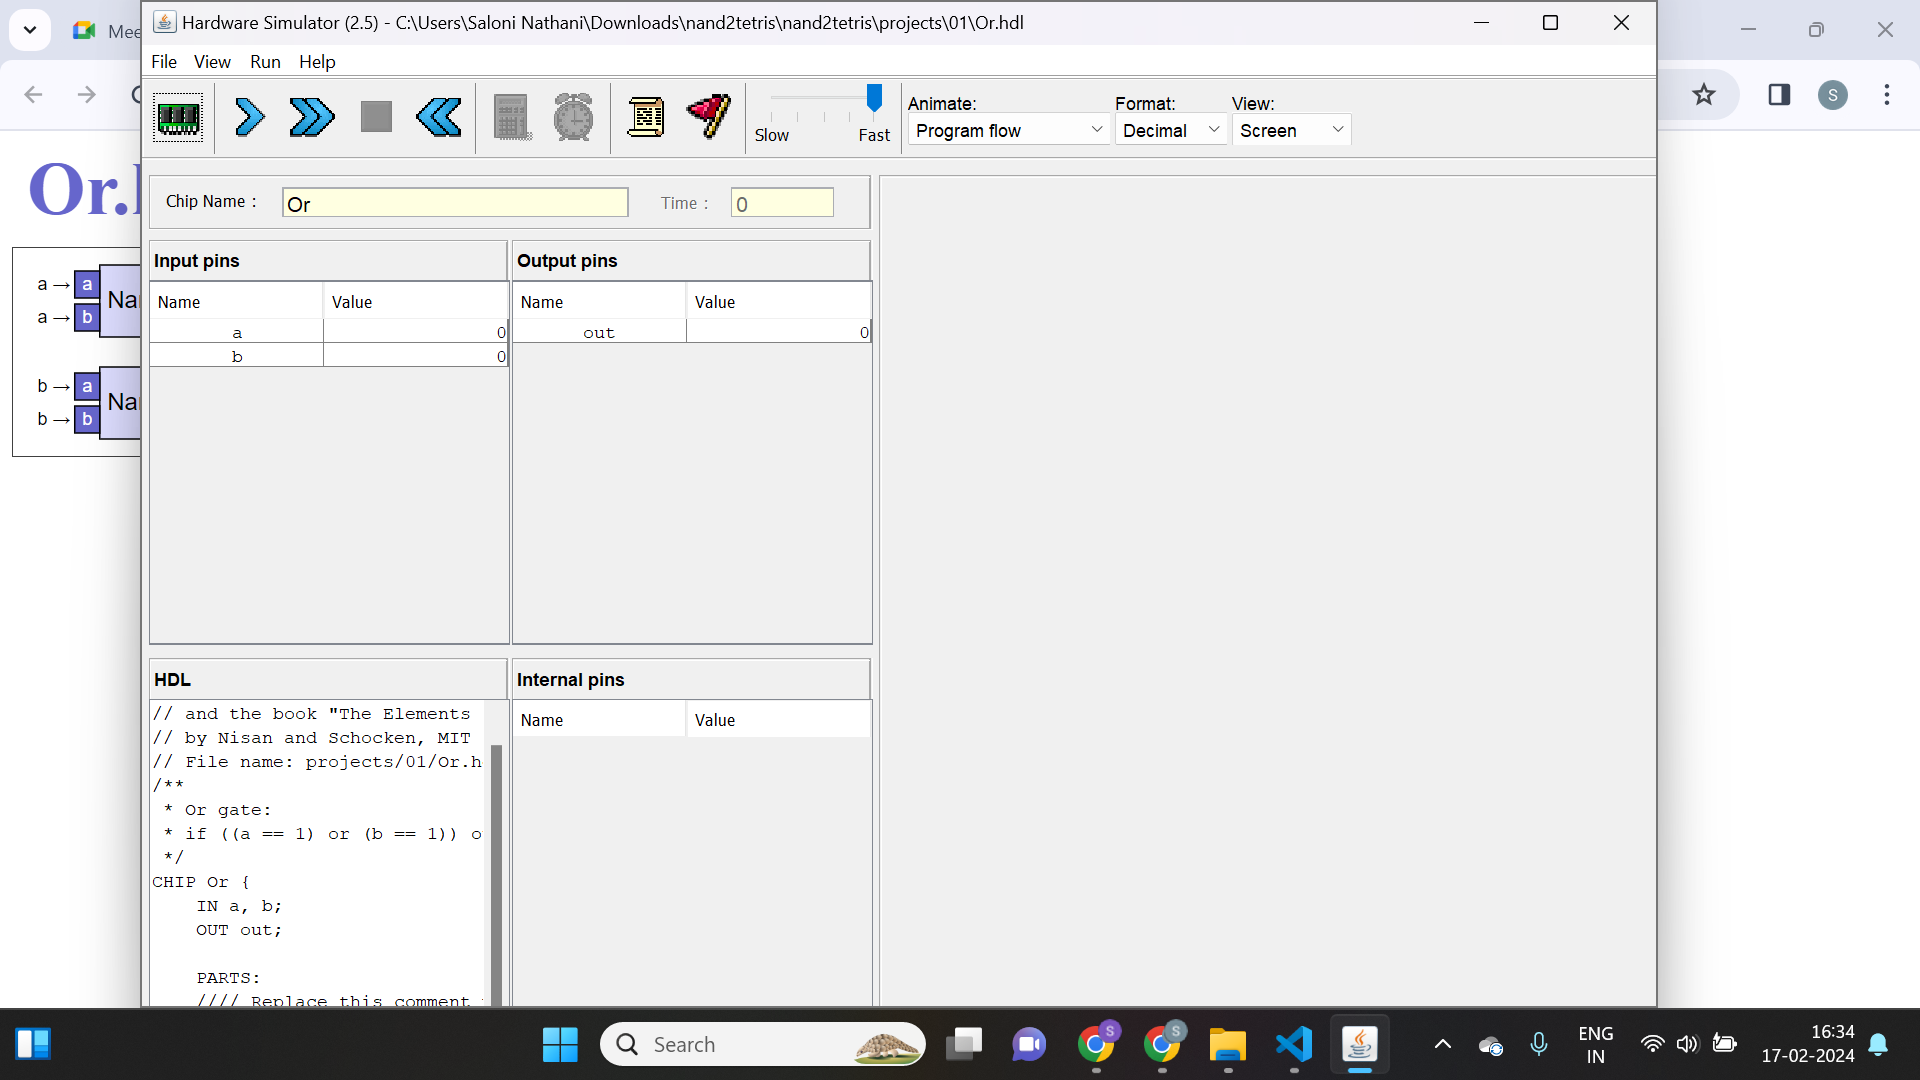 Mee
Hardware Simulator (2.5) - C:\Users\Saloni Nathani\Downloads\nand2tetris\nand2tetris\projects\01\Or.hdl
File View Run Help
S
Slow Fast
Animate: Format: View:
Program flow Decimal Screen
Or.
Chip Name : Or Time : 0
Input pins Output pins
Name Value Name Value
a 0 out 0
b 0
a → a
a → b
Na
b → a
b → b
Na
HDL Internal pins
Name Value
// and the book "The Elements
// by Nisan and Schocken, MIT
// File name: projects/01/Or.h
/**
* Or gate:
* if ((a == 1) or (b == 1)) o
*/
CHIP Or {
IN a, b;
OUT out;
PARTS:
//// Replace this comment
Search
S
S
ENG
IN
16:34
17-02-2024